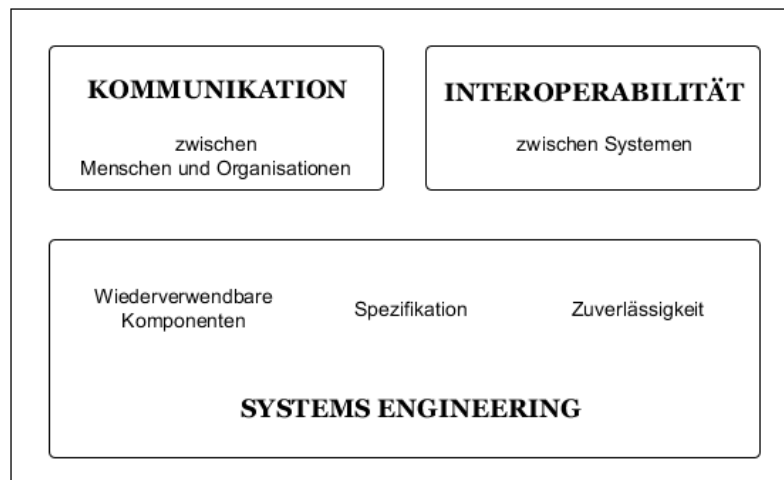 KOMMUNIKATION
zwischen
Menschen und Organisationen
INTEROPERABILITÄT
zwischen Systemen
Wiederverwendbare
Komponenten
Spezifikation
Zuverlässigkeit
SYSTEMS ENGINEERING